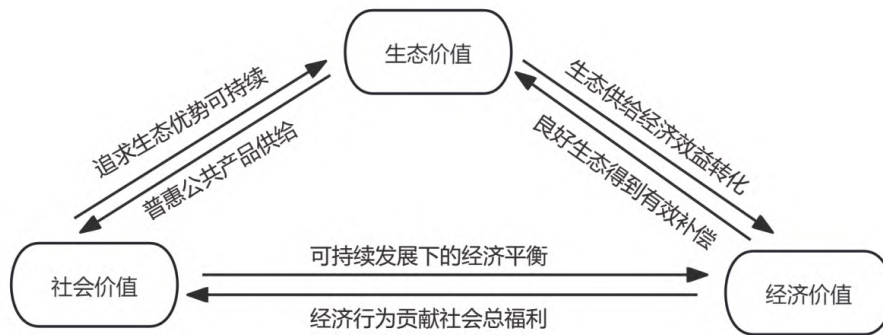 生态价值
追求生态优势可持续
普惠公共产品供给
生态供给经济效益转化
良好生态得到有效补偿
社会价值
可持续发展下的经济平衡
经济行为贡献社会总福利
经济价值